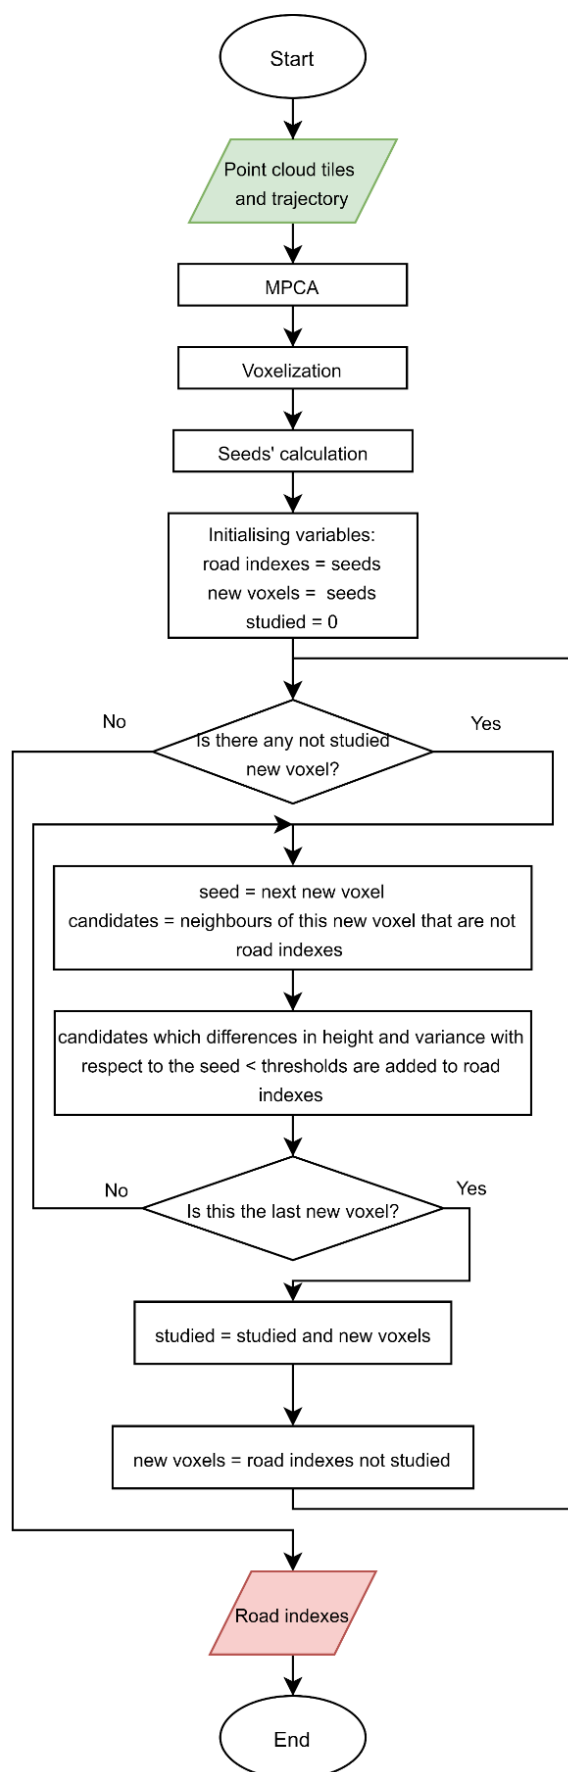 Start
Point cloud tiles
and trajectory
MPCA
Voxelization
Seeds' calculation
Initialising variables:
road indexes = seeds
new voxels = seeds
studied = 0
No
Yes
Is there any not studied
new voxel?
seed = next new voxel
candidates = neighbours of this new voxel that are not
road indexes
candidates which differences in height and variance with
respect to the seed < thresholds are added to road
indexes
No
Yes
Is this the last new voxel?
studied = studied and new voxels
new voxels = road indexes not studied
Road indexes
End